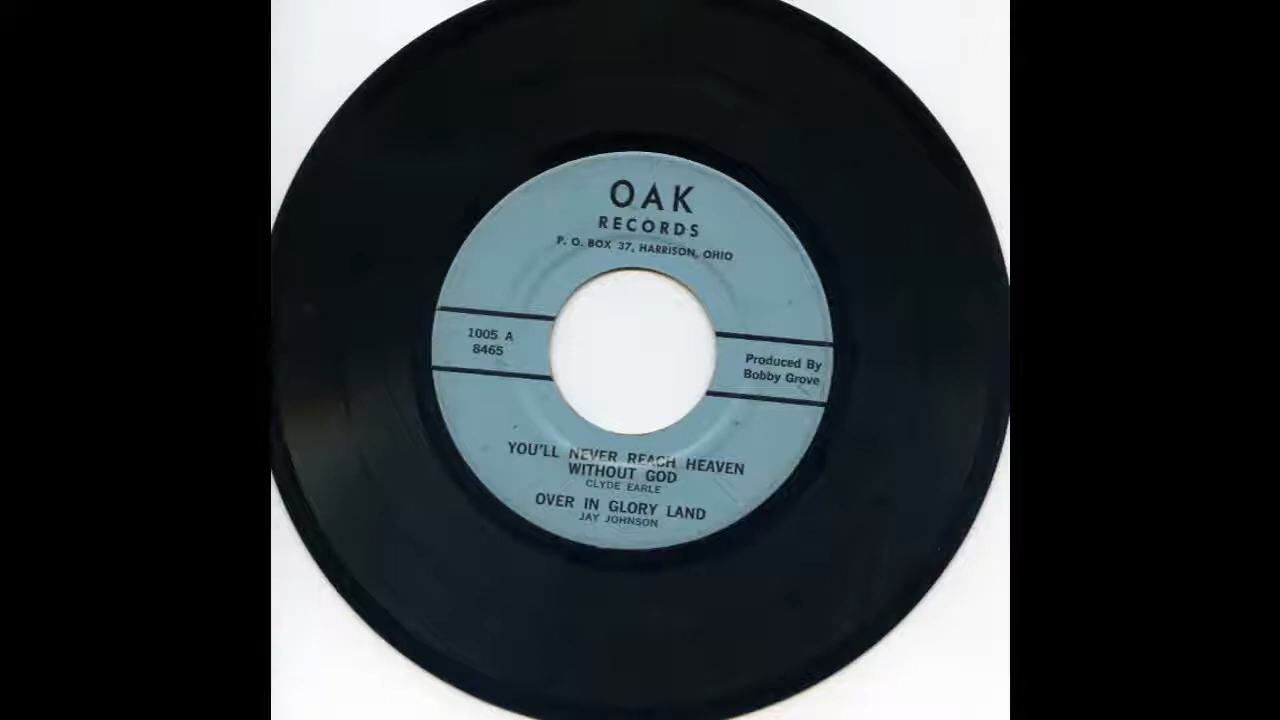 OAK
RECORDS
P. O. BOX 37, HARRISON, OHIO
1005 A
8465
Produced By
Bobby Grove
YOU'LL NEVER REACH HEAVEN
WITHOUT GOD
CLYDE EARLE
OVER IN GLORY LAND
JAY JOHNSON